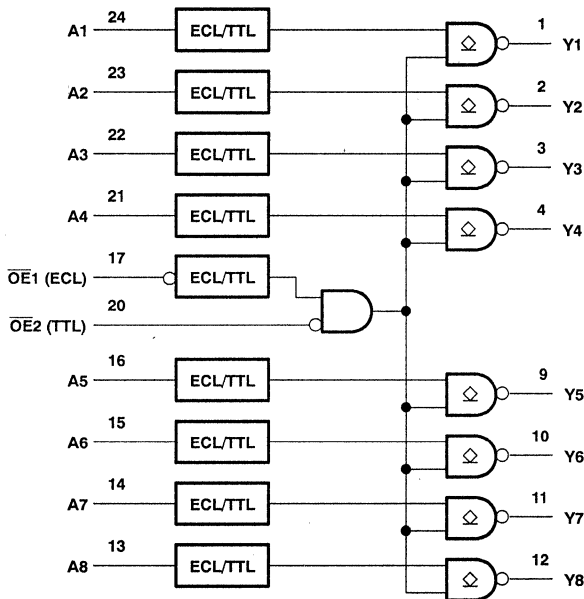 A1 24 ECL/TTL 1 Y1
A2 23 ECL/TTL 2 Y2
A3 22 ECL/TTL 3 Y3
A4 21 ECL/TTL 4 Y4
O̅E̅1 (ECL) 17 ECL/TTL
O̅E̅2 (TTL) 20
A5 16 ECL/TTL 9 Y5
A6 15 ECL/TTL 10 Y6
A7 14 ECL/TTL 11 Y7
A8 13 ECL/TTL 12 Y8